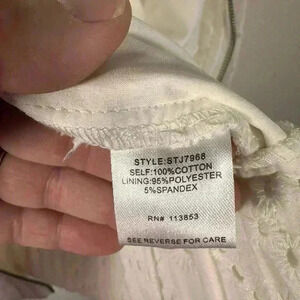 STYLE:STJ7968
SELF:100%COTTON
LINING:95%POLYESTER
5%SPANDEX
RN# 113853
SEE REVERSE FOR CARE